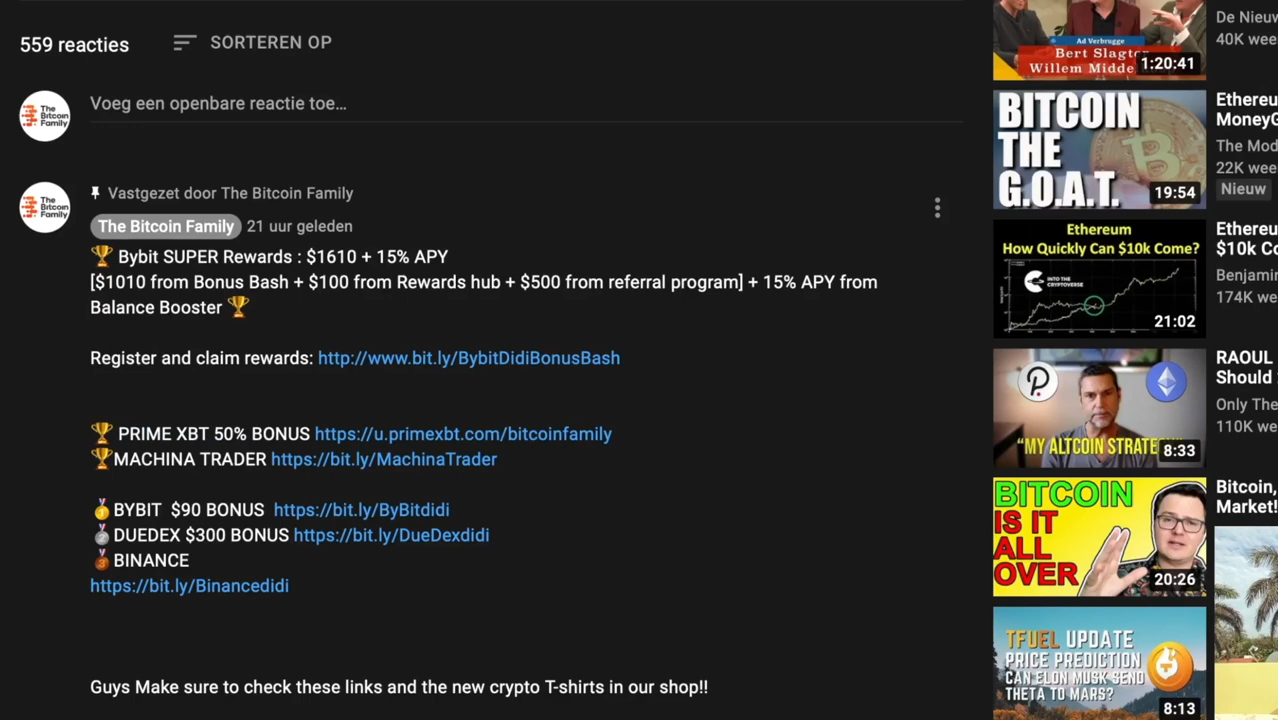 559 reacties
SORTEREN OP
The Bitcoin Family
Voeg een openbare reactie toe...
The Bitcoin Family
Vastgezet door The Bitcoin Family
The Bitcoin Family 21 uur geleden
🏆 Bybit SUPER Rewards : $1610 + 15% APY
[$1010 from Bonus Bash + $100 from Rewards hub + $500 from referral program] + 15% APY from
Balance Booster 🏆
Register and claim rewards: http://www.bit.ly/BybitDidiBonusBash
🏆 PRIME XBT 50% BONUS https://u.primexbt.com/bitcoinfamily
🏆MACHINA TRADER https://bit.ly/MachinaTrader
🥇BYBIT $90 BONUS https://bit.ly/ByBitdidi
🥈DUEDEX $300 BONUS https://bit.ly/DueDexdidi
🥉BINANCE
https://bit.ly/Binancedidi
Guys Make sure to check these links and the new crypto T-shirts in our shop!!
Ad Verbrugge
Bert Slagter
Willem Midde
1:20:41
De Nieuw
40K wee
BITCOIN
THE
G.O.A.T.
19:54
Ethereu
MoneyG
The Mod
22K wee
Nieuw
Ethereum
How Quickly Can $10k Come?
INTO THE
CRYPTOVERSE
21:02
Ethereu
$10k Co
Benjamin
174K we
"MY ALTCOIN STRATEGY"
8:33
RAOUL
Should
Only The
110K we
BITCOIN
IS IT
ALL
OVER
20:26
Bitcoin,
Market!
TFUEL UPDATE
PRICE PREDICTION
CAN ELON MUSK SEND
THETA TO MARS?
8:13